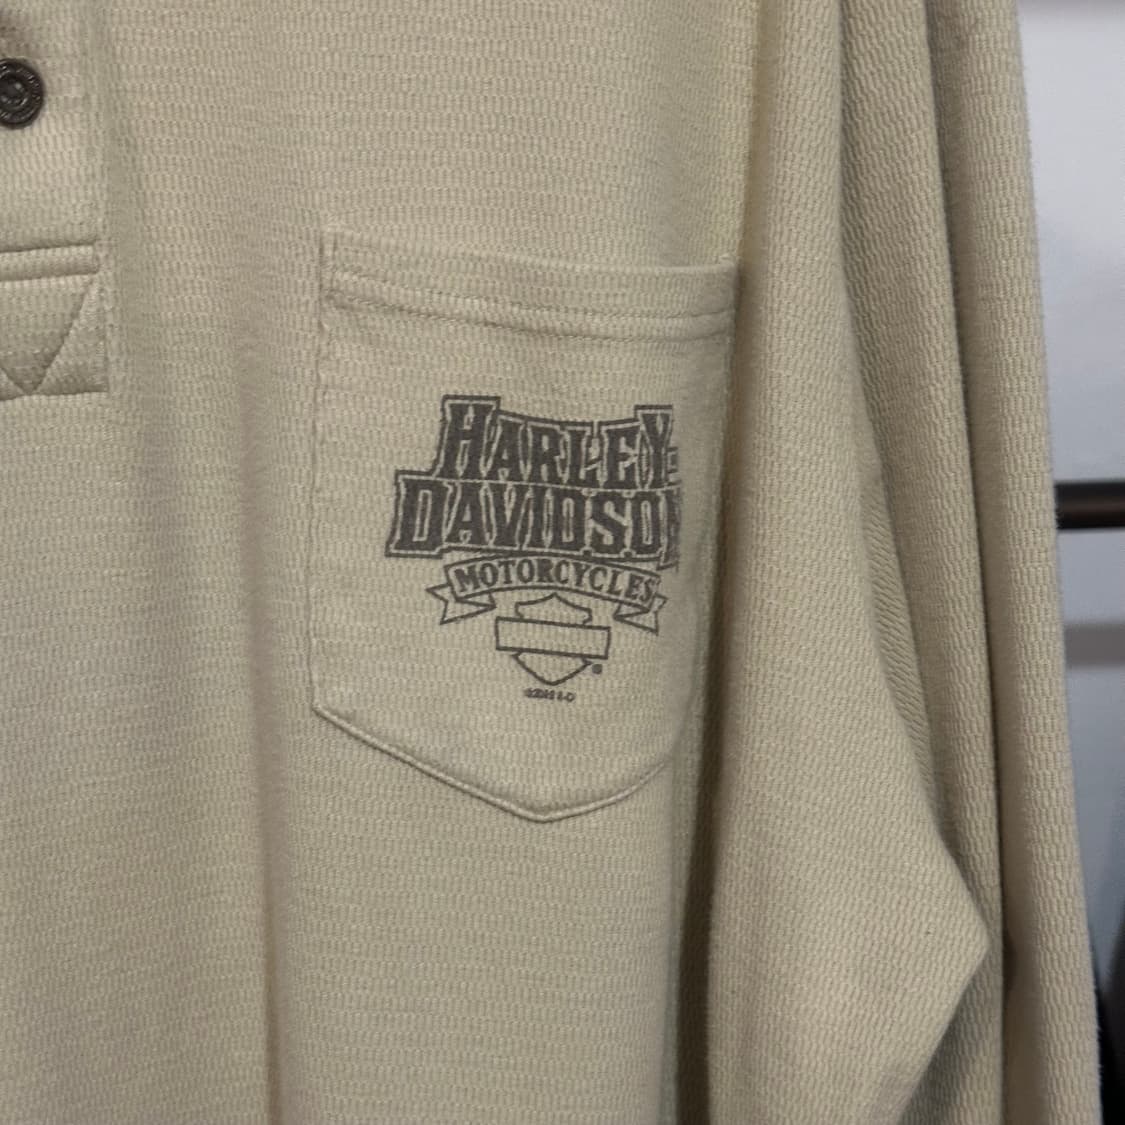 HARLEY-
DAVIDSON
MOTORCYCLES
®